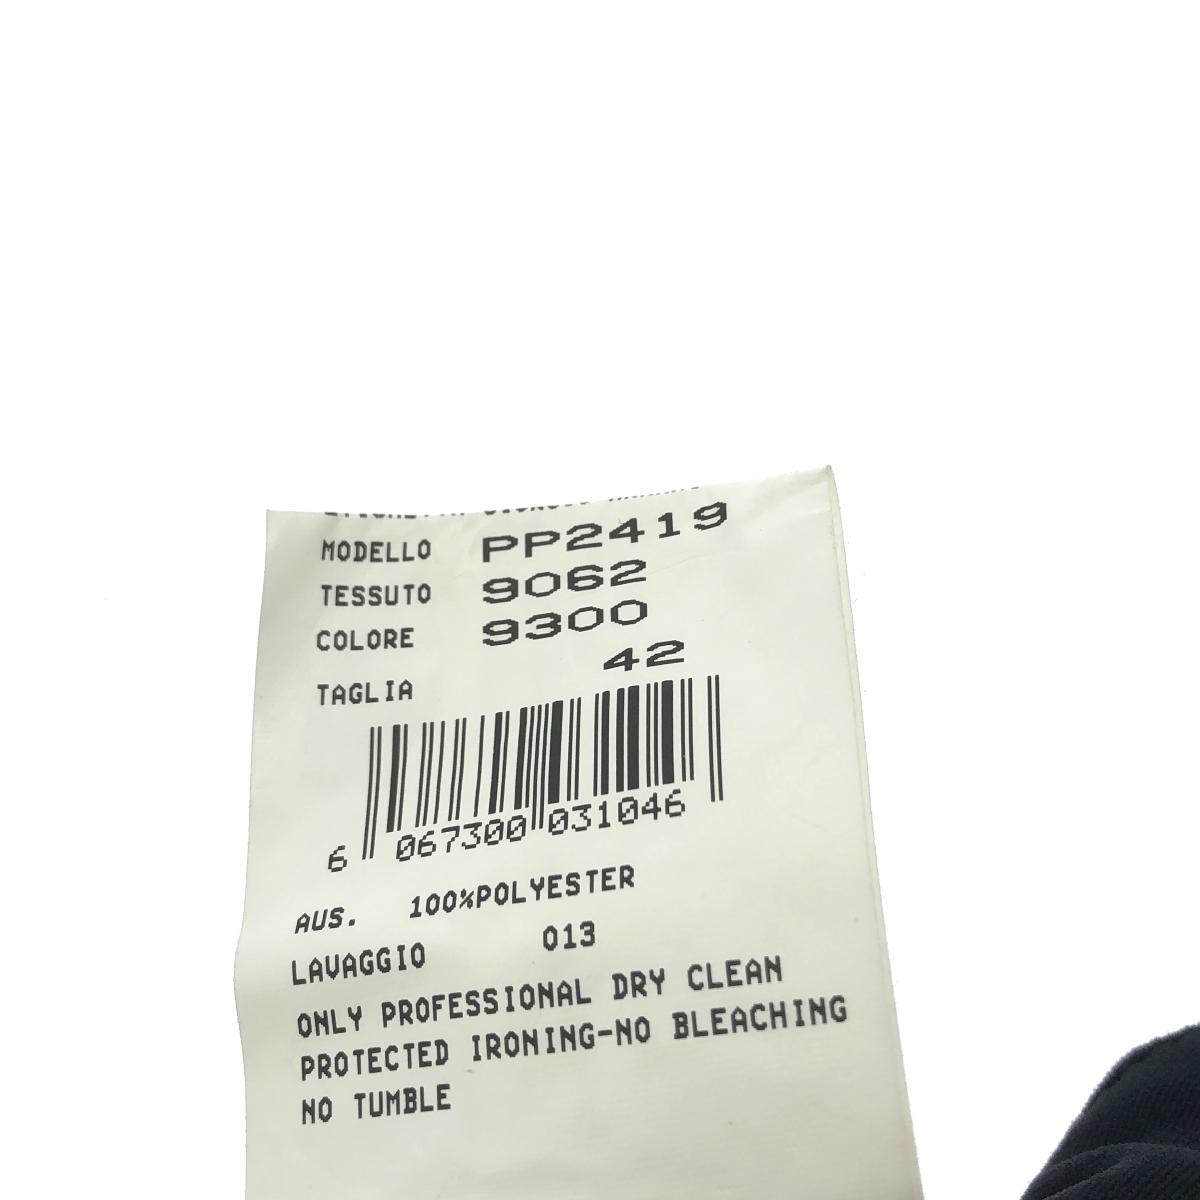 MODELLO PP2419
TESSUTO 9062
COLORE 9300
TAGLIA 42
6 067300 031046
AUS. 100%POLYESTER
LAVAGGIO 013
ONLY PROFESSIONAL DRY CLEAN
PROTECTED IRONING-NO BLEACHING
NO TUMBLE